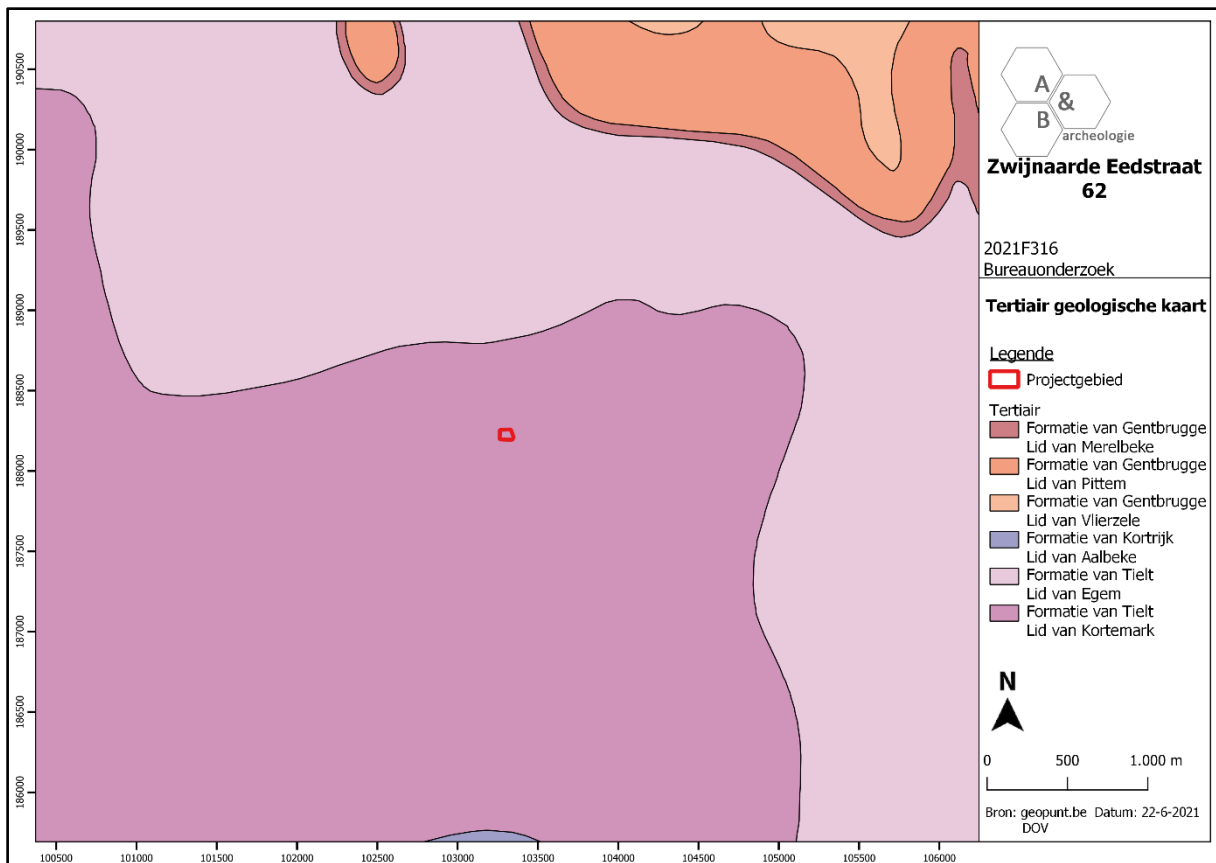 A
&
B
archeologie
Zwijnaarde Eedstraat
62
2021F316
Bureauonderzoek
Tertiair geologische kaart
Legende
Projectgebied
Tertiair
Formatie van Gentbrugge
Lid van Merelbeke
Formatie van Gentbrugge
Lid van Pittem
Formatie van Gentbrugge
Lid van Vlierzele
Formatie van Kortrijk
Lid van Aalbeke
Formatie van Tielt
Lid van Egem
Formatie van Tielt
Lid van Kortemark
N
0 500 1.000 m
Bron: geopunt.be Datum: 22-6-2021
DOV
190500
190000
189500
189000
188500
188000
187500
187000
186500
186000
100500 101000 101500 102000 102500 103000 103500 104000 104500 105000 105500 106000